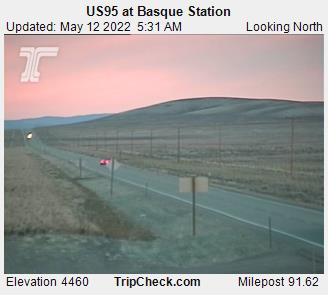 US95 at Basque Station
Updated: May 12 2022 5:31 AM Looking North
Elevation 4460 TripCheck.com Milepost 91.62